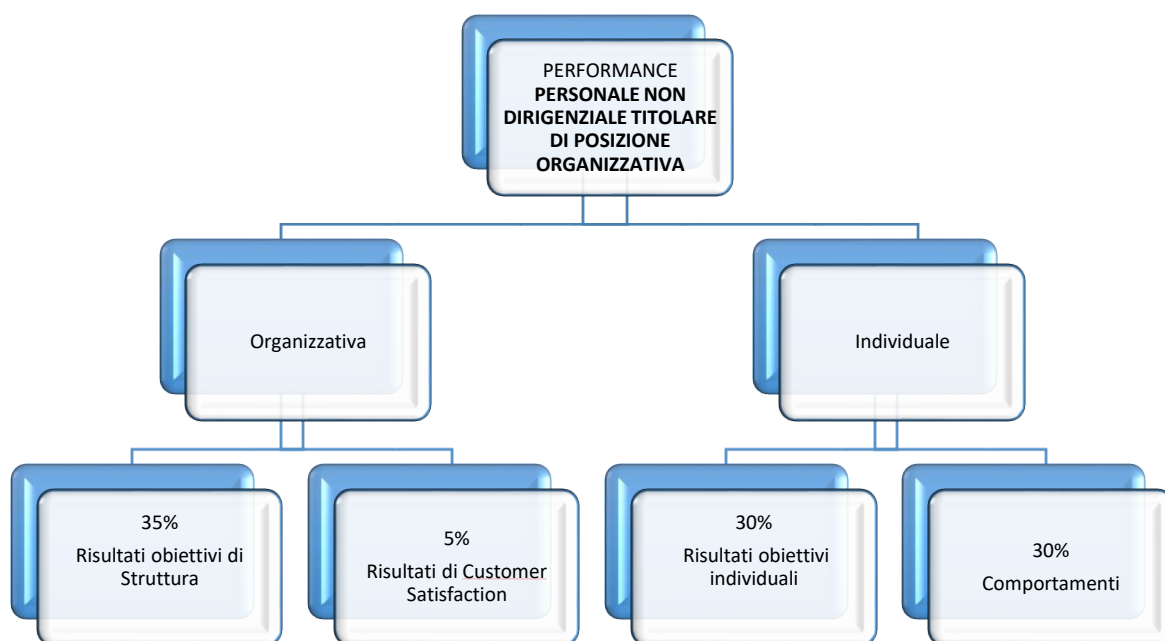 PERFORMANCE
PERSONALE NON
DIRIGENZIALE TITOLARE
DI POSIZIONE
ORGANIZZATIVA
Organizzativa
Individuale
35%
Risultati obiettivi di
Struttura
5%
Risultati di Customer
Satisfaction
30%
Risultati obiettivi
individuali
30%
Comportamenti